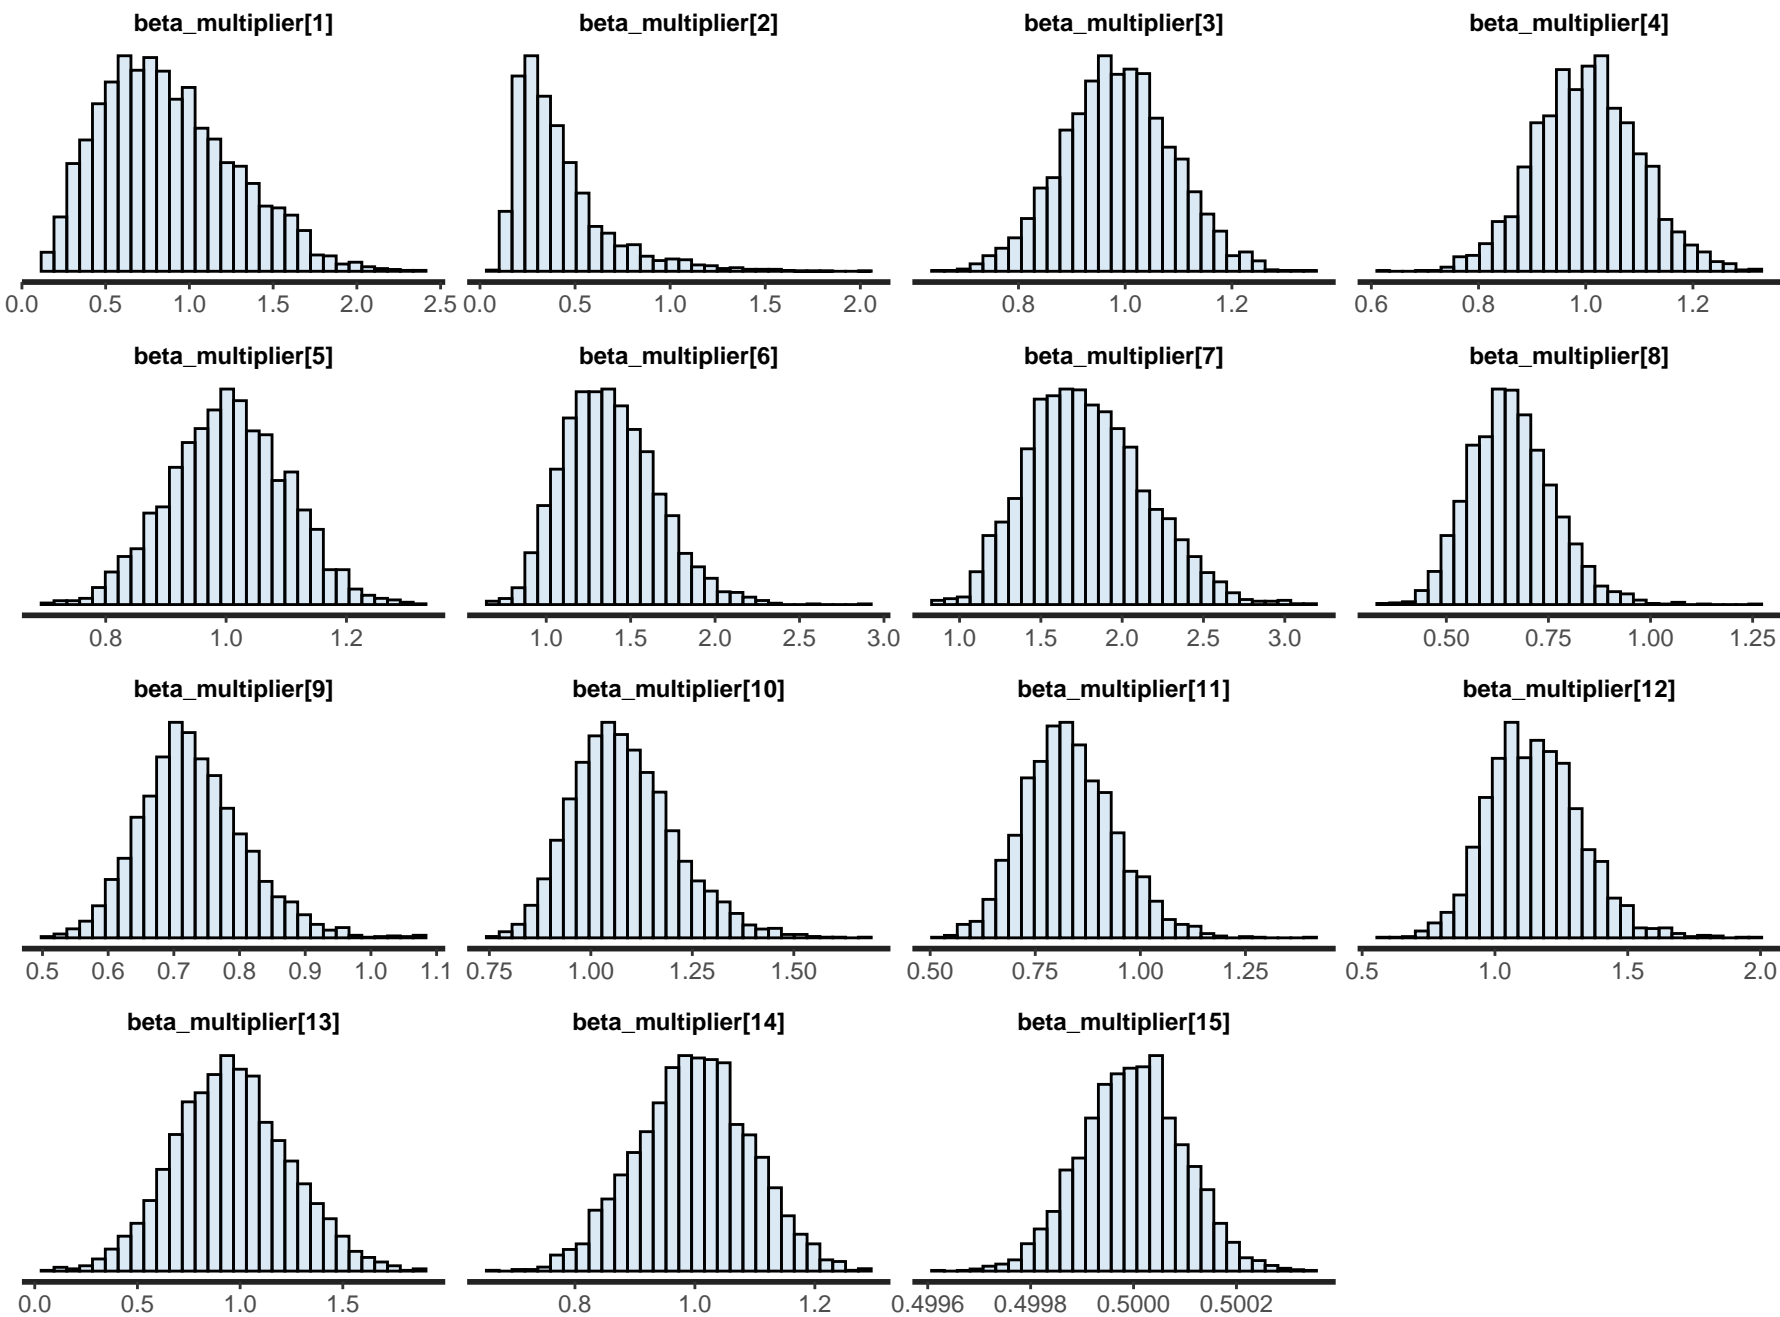 beta_multiplier[1] beta_multiplier[2] beta_multiplier[3] beta_multiplier[4]
0.0 0.5 1.0 1.5 2.0 2.5 0.0 0.5 1.0 1.5 2.0 0.8 1.0 1.2 0.6 0.8 1.0 1.2
beta_multiplier[5] beta_multiplier[6] beta_multiplier[7] beta_multiplier[8]
0.8 1.0 1.2 1.0 1.5 2.0 2.5 3.0 1.0 1.5 2.0 2.5 3.0 0.50 0.75 1.00 1.25
beta_multiplier[9] beta_multiplier[10] beta_multiplier[11] beta_multiplier[12]
0.5 0.6 0.7 0.8 0.9 1.0 1.1 0.75 1.00 1.25 1.50 0.50 0.75 1.00 1.25 0.5 1.0 1.5 2.0
beta_multiplier[13] beta_multiplier[14] beta_multiplier[15]
0.0 0.5 1.0 1.5 0.8 1.0 1.2 0.4996 0.4998 0.5000 0.5002